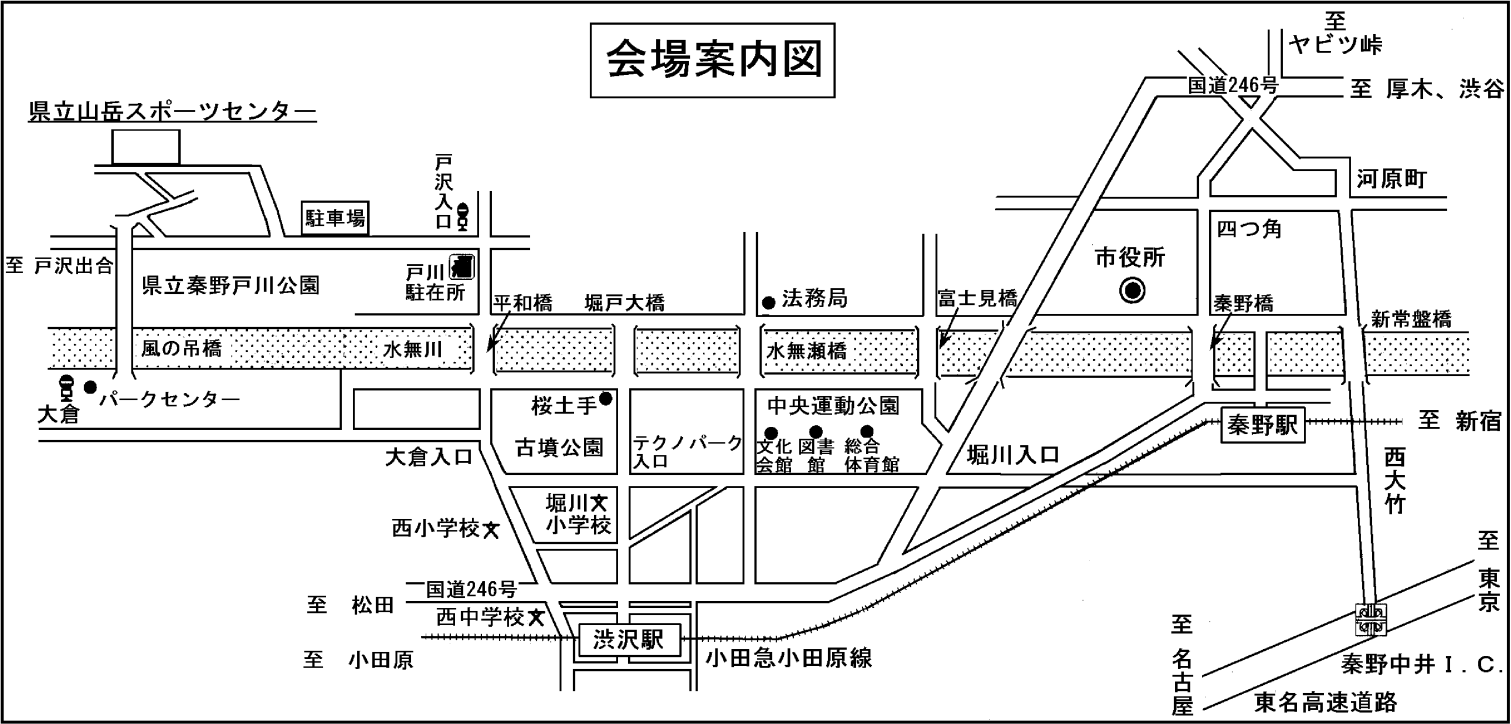 会場案内図
至
ヤビツ峠
国道246号
至 厚木、渋谷
県立山岳スポーツセンター
戸沢入口
駐車場
河原町
四つ角
至 戸沢出合
県立秦野戸川公園
戸川
駐在所
市役所
平和橋
堀戸大橋
法務局
富士見橋
秦野橋
新常盤橋
風の吊橋
水無川
水無瀬橋
大倉
パークセンター
桜土手
古墳公園
中央運動公園
テクノパーク
入口
文化
会館
図書
館
総合
体育館
秦野駅
至 新宿
大倉入口
堀川入口
西大竹
堀川
小学校
西小学校
国道246号
至 松田
西中学校
渋沢駅
至 小田原
小田急小田原線
至 東京
至 名古屋
秦野中井I.C.
東名高速道路